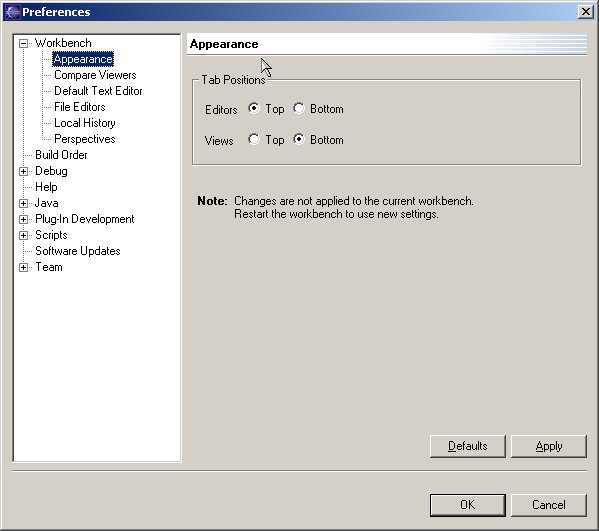 Preferences
Workbench
Appearance
Compare Viewers
Default Text Editor
File Editors
Local History
Perspectives
Build Order
Debug
Help
Java
Plug-In Development
Scripts
Software Updates
Team
Appearance
Tab Positions
Editors Top Bottom
Views Top Bottom
Note: Changes are not applied to the current workbench.
Restart the workbench to use new settings.
Defaults Apply
OK Cancel